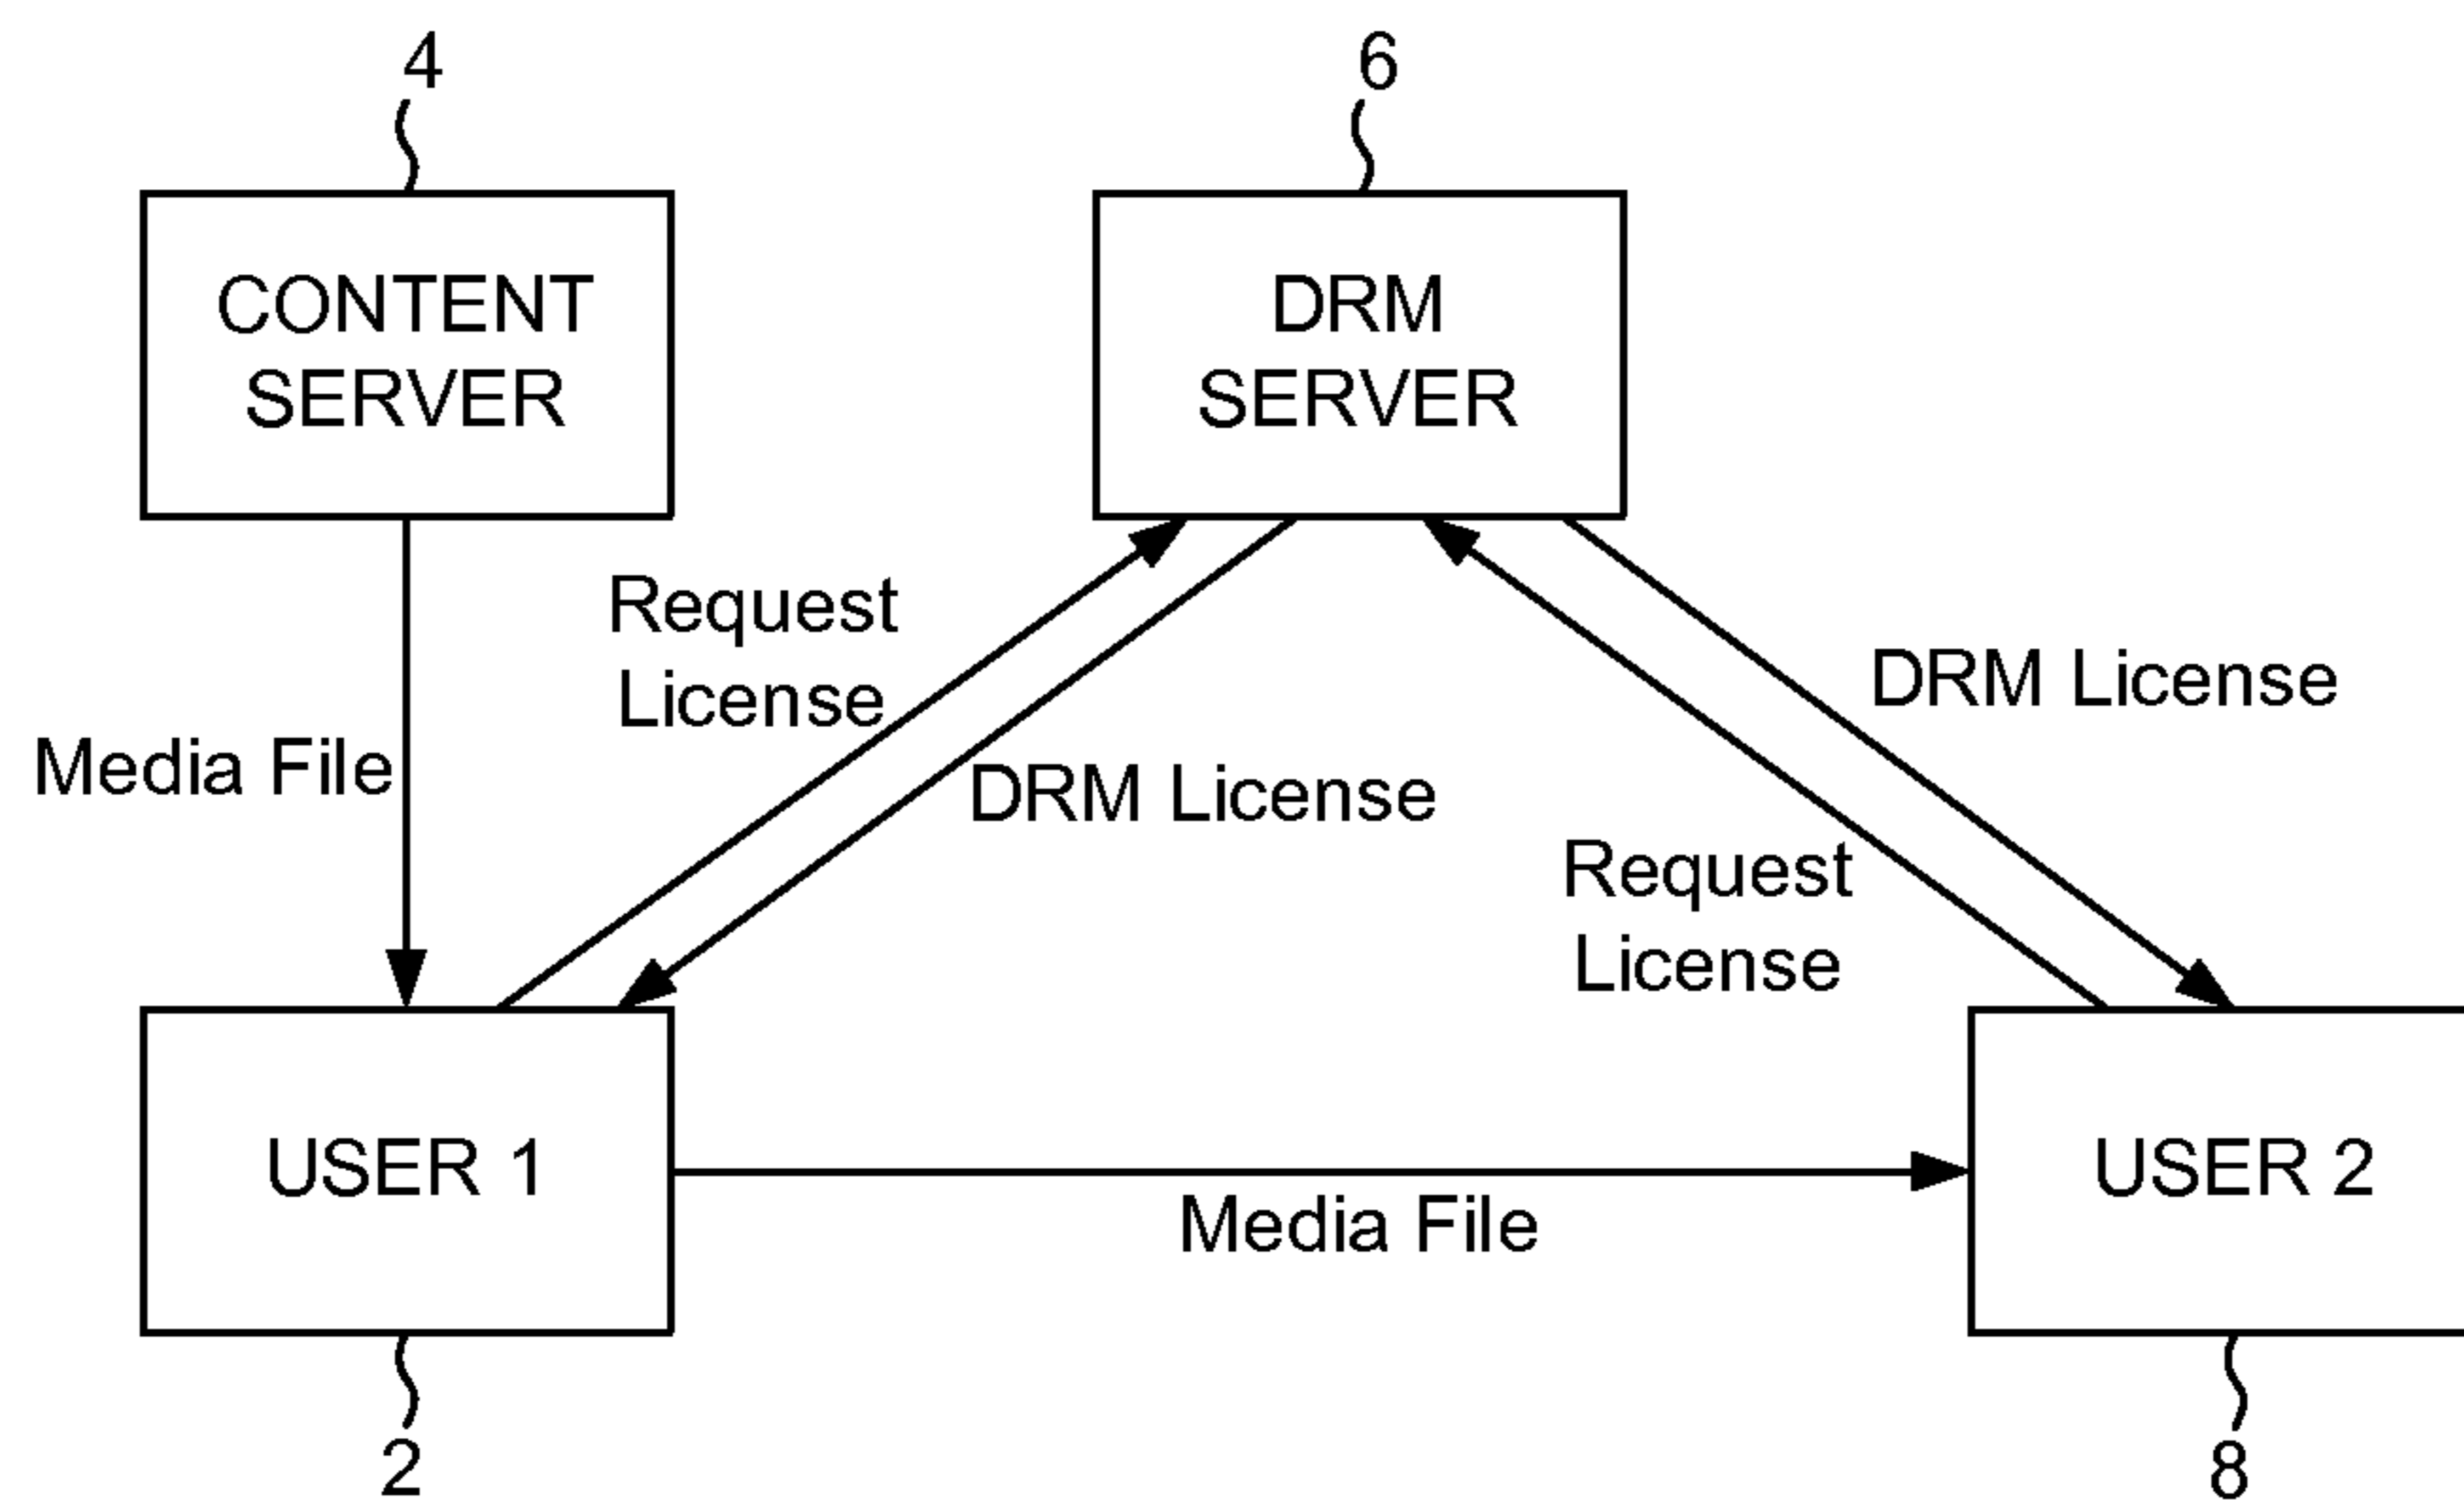 4
6
CONTENT
SERVER
DRM
SERVER
Request
License
DRM License
Media File
DRM License
Request
License
USER 1
USER 2
Media File
2
8